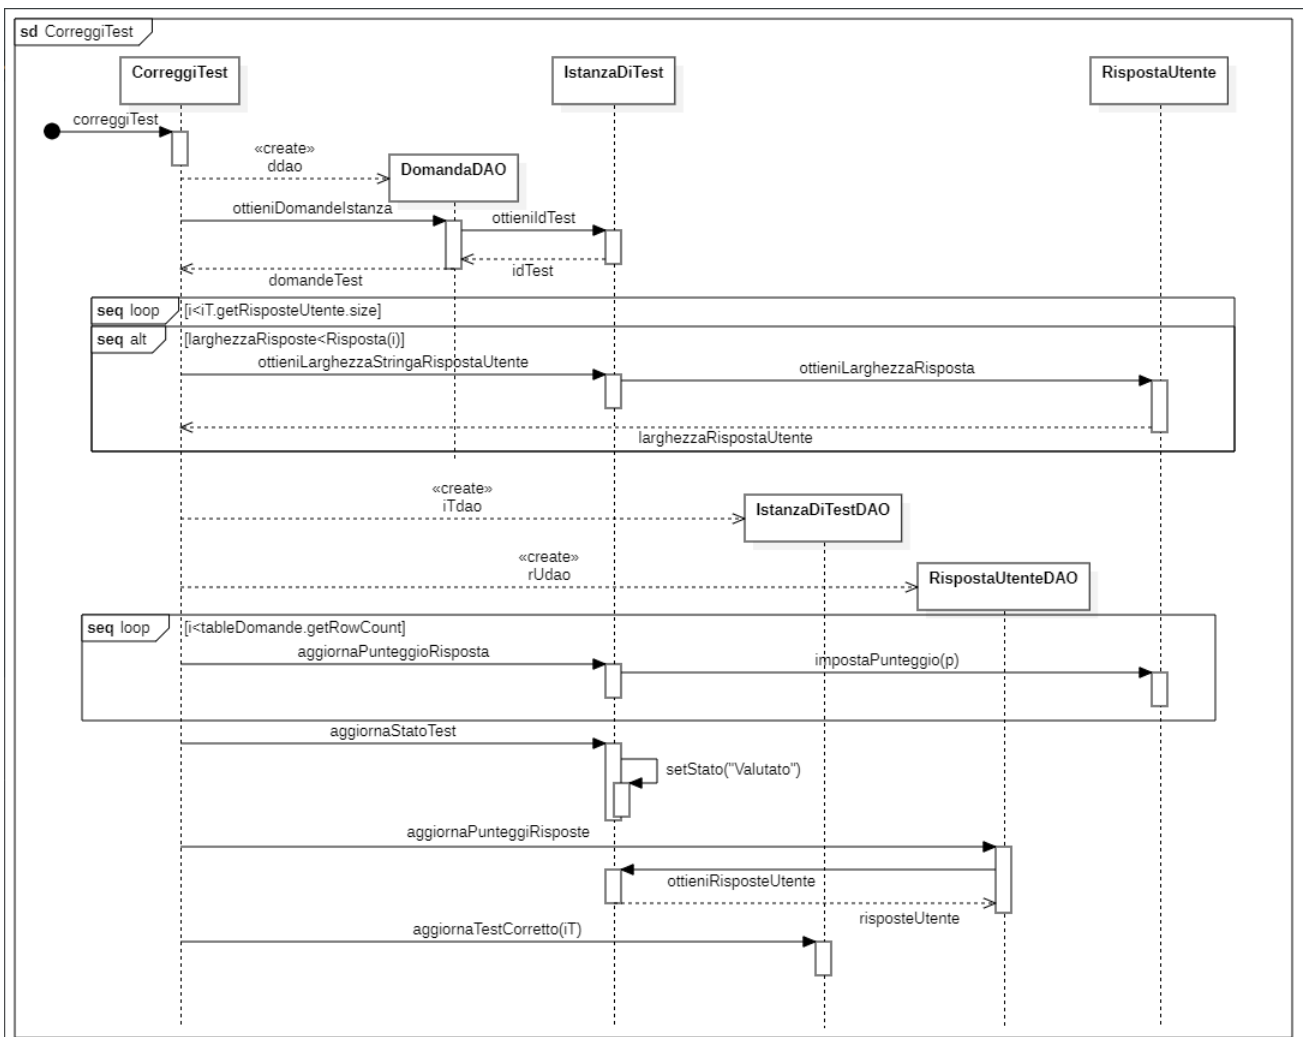 sd CorreggiTest
CorreggiTest
IstanzaDiTest
RispostaUtente
correggiTest
«create»
ddao
DomandaDAO
ottieniDomandeIstanza
ottieniIdTest
idTest
domandeTest
seq loop [i<iT.getRisposteUtente.size]
seq alt [larghezzaRisposte<Risposta(i)]
ottieniLarghezzaStringaRispostaUtente
ottieniLarghezzaRisposta
larghezzaRispostaUtente
«create»
iTdao
IstanzaDiTestDAO
«create»
rUdao
RispostaUtenteDAO
seq loop [i<tableDomande.getRowCount]
aggiornaPunteggioRisposta
impostaPunteggio(p)
aggiornaStatoTest
setStato("Valutato")
aggiornaPunteggiRisposte
ottieniRisposteUtente
risposteUtente
aggiornaTestCorretto(iT)